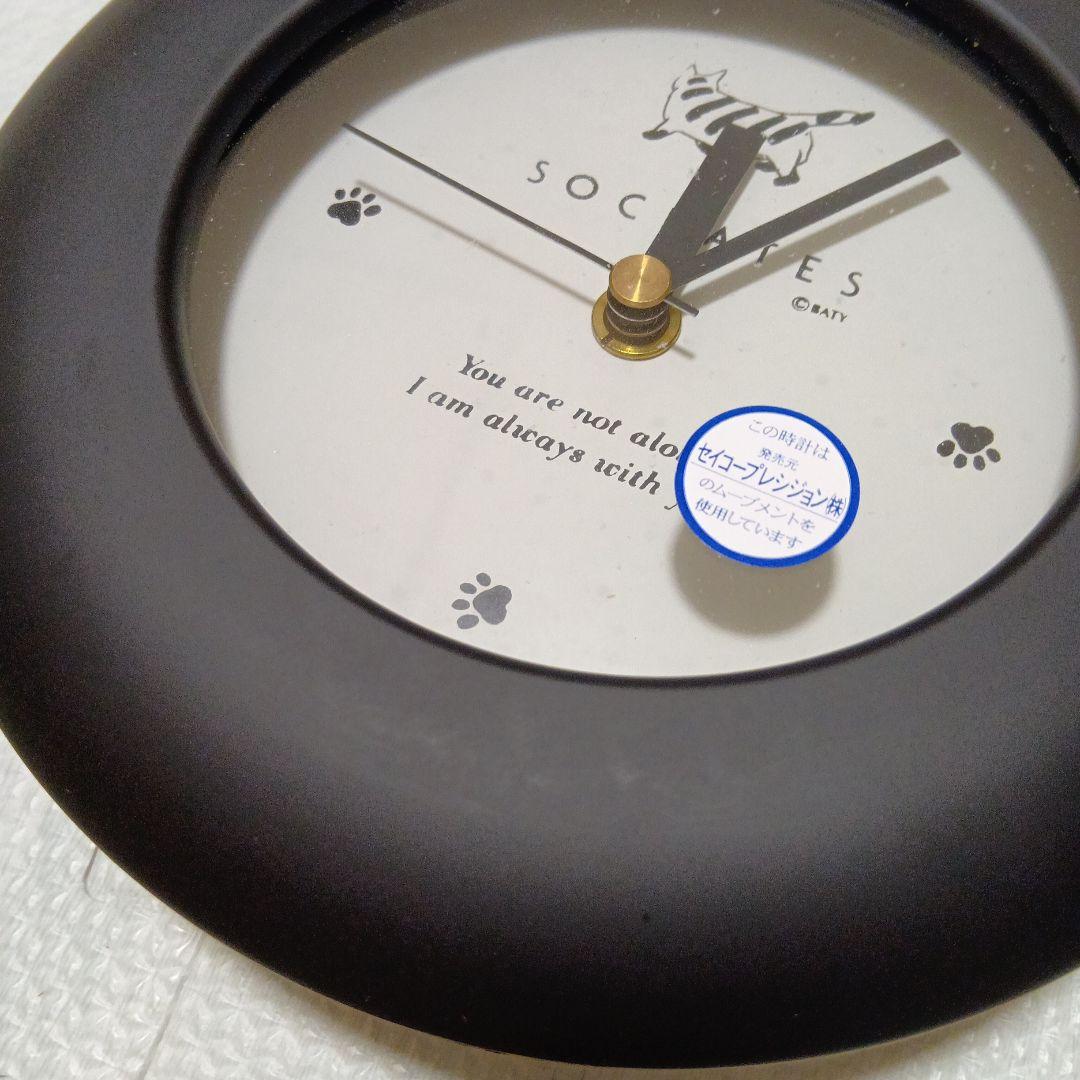 SOC ATES
©BATY
You are not alo
I am always with
この時計は
発売元
セイコープレシジョン㈱
のムーブメントを
使用しています